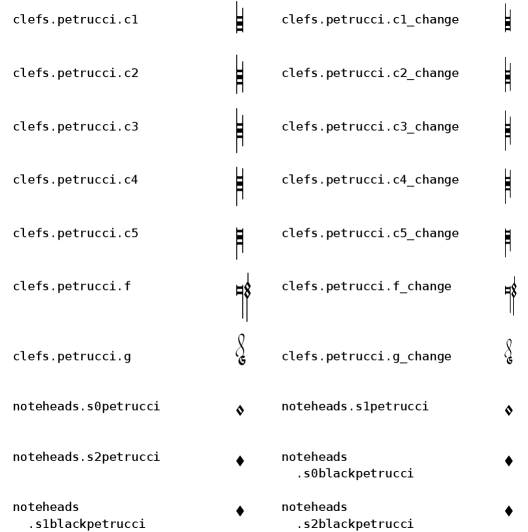 clefs.petrucci.c1 clefs.petrucci.c1_change
clefs.petrucci.c2 clefs.petrucci.c2_change
clefs.petrucci.c3 clefs.petrucci.c3_change
clefs.petrucci.c4 clefs.petrucci.c4_change
clefs.petrucci.c5 clefs.petrucci.c5_change
clefs.petrucci.f clefs.petrucci.f_change
clefs.petrucci.g clefs.petrucci.g_change
noteheads.s0petrucci noteheads.s1petrucci
noteheads.s2petrucci noteheads
.s0blackpetrucci
noteheads noteheads
.s1blackpetrucci .s2blackpetrucci